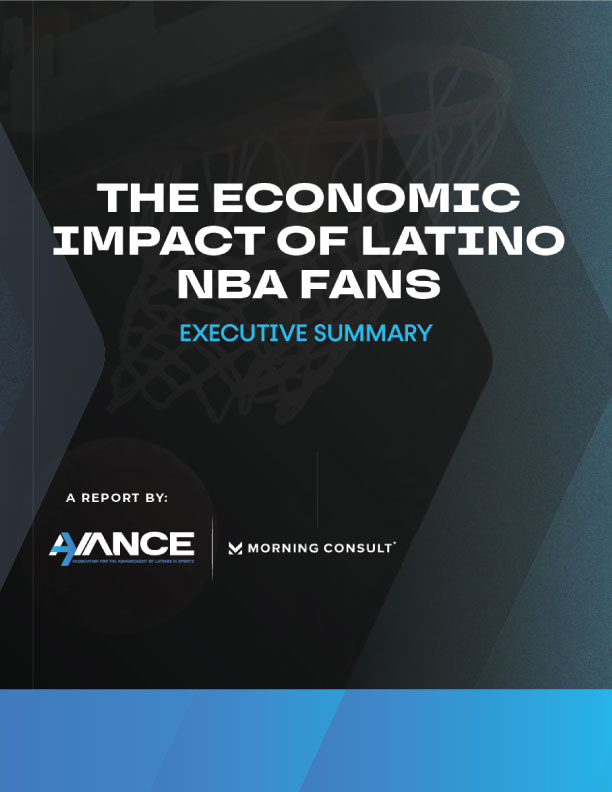 THE ECONOMIC
IMPACT OF LATINO
NBA FANS
EXECUTIVE SUMMARY
A REPORT BY:
AVANCE
ASSOCIATION FOR THE ADVANCEMENT OF LATINOS IN SPORTS
MORNING CONSULT